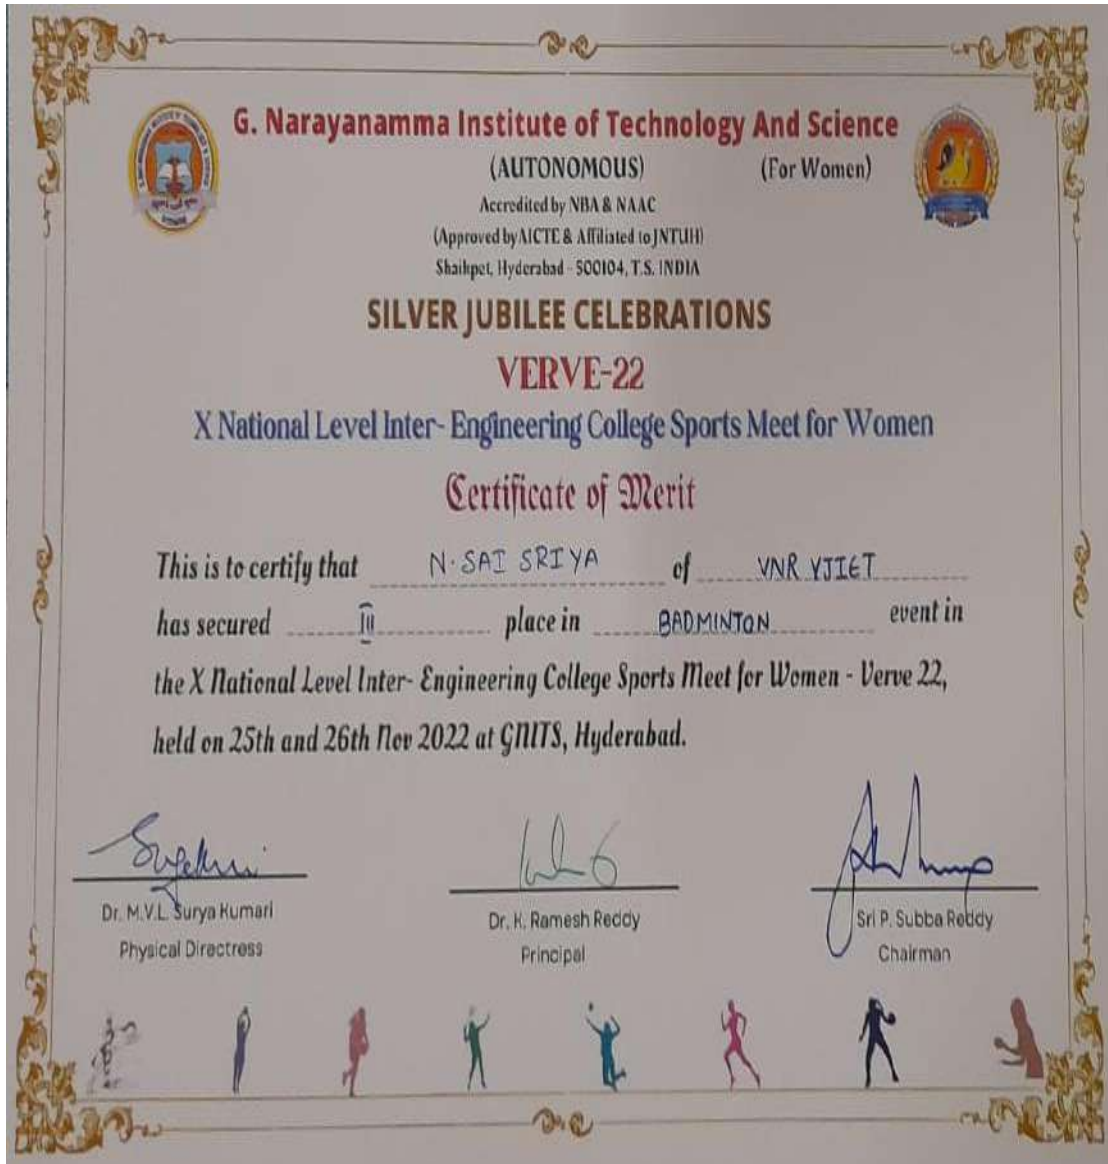 G. Narayanamma Institute of Technology And Science
(AUTONOMOUS) (For Women)
Accredited by NBA & NAAC
(Approved by AICTE & Affiliated to JNTUH)
Shaikpet, Hyderabad - 500104, T.S. INDIA
SILVER JUBILEE CELEBRATIONS
VERVE-22
X National Level Inter- Engineering College Sports Meet for Women
Certificate of Merit
This is to certify that N. SAI SRIYA of VNR VJIET
has secured III place in BADMINTON event in
the X National Level Inter- Engineering College Sports Meet for Women - Verve 22,
held on 25th and 26th Nov 2022 at GNITS, Hyderabad.
Dr. M.V.L. Surya Kumari Dr. K. Ramesh Reddy Sri P. Subba Reddy
Physical Directress Principal Chairman